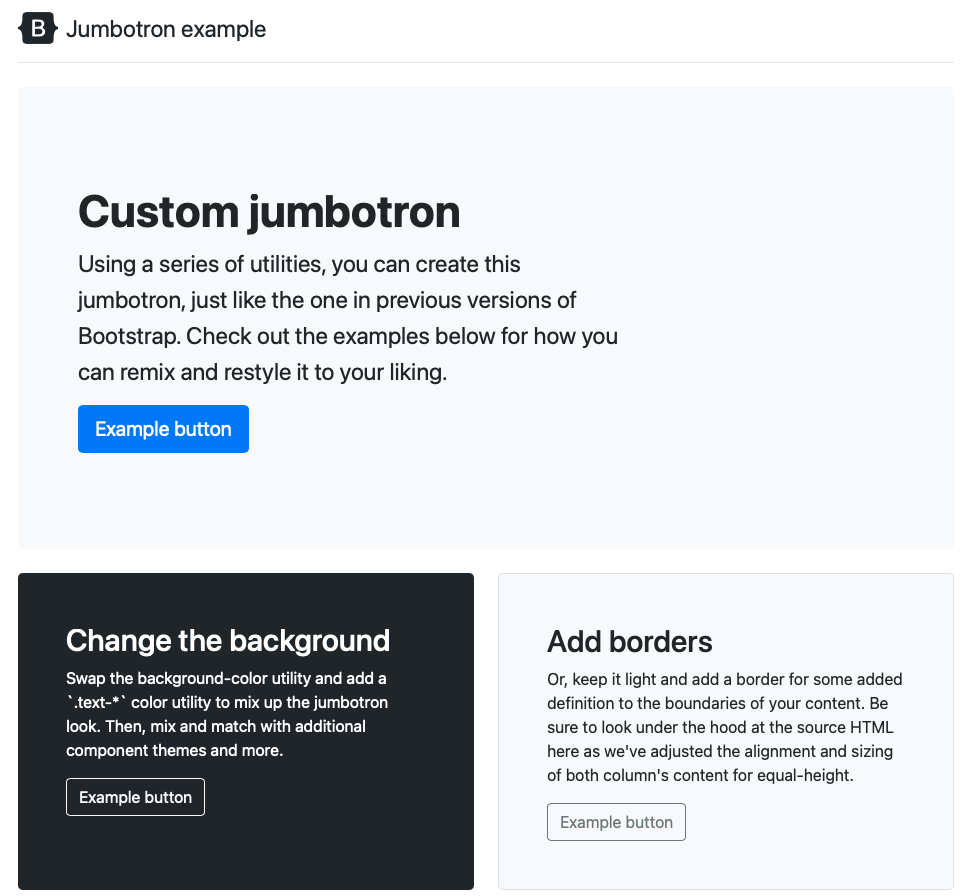 B Jumbotron example
Custom jumbotron
Using a series of utilities, you can create this
jumbotron, just like the one in previous versions of
Bootstrap. Check out the examples below for how you
can remix and restyle it to your liking.
Example button
Change the background
Swap the background-color utility and add a
`.text-*` color utility to mix up the jumbotron
look. Then, mix and match with additional
component themes and more.
Example button
Add borders
Or, keep it light and add a border for some added
definition to the boundaries of your content. Be
sure to look under the hood at the source HTML
here as we've adjusted the alignment and sizing
of both column's content for equal-height.
Example button